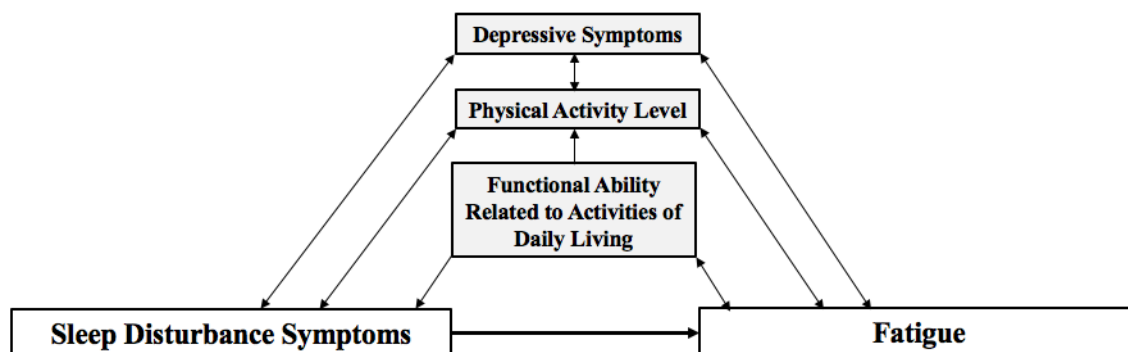 Depressive Symptoms
Physical Activity Level
Functional Ability
Related to Activities of
Daily Living
Sleep Disturbance Symptoms
Fatigue